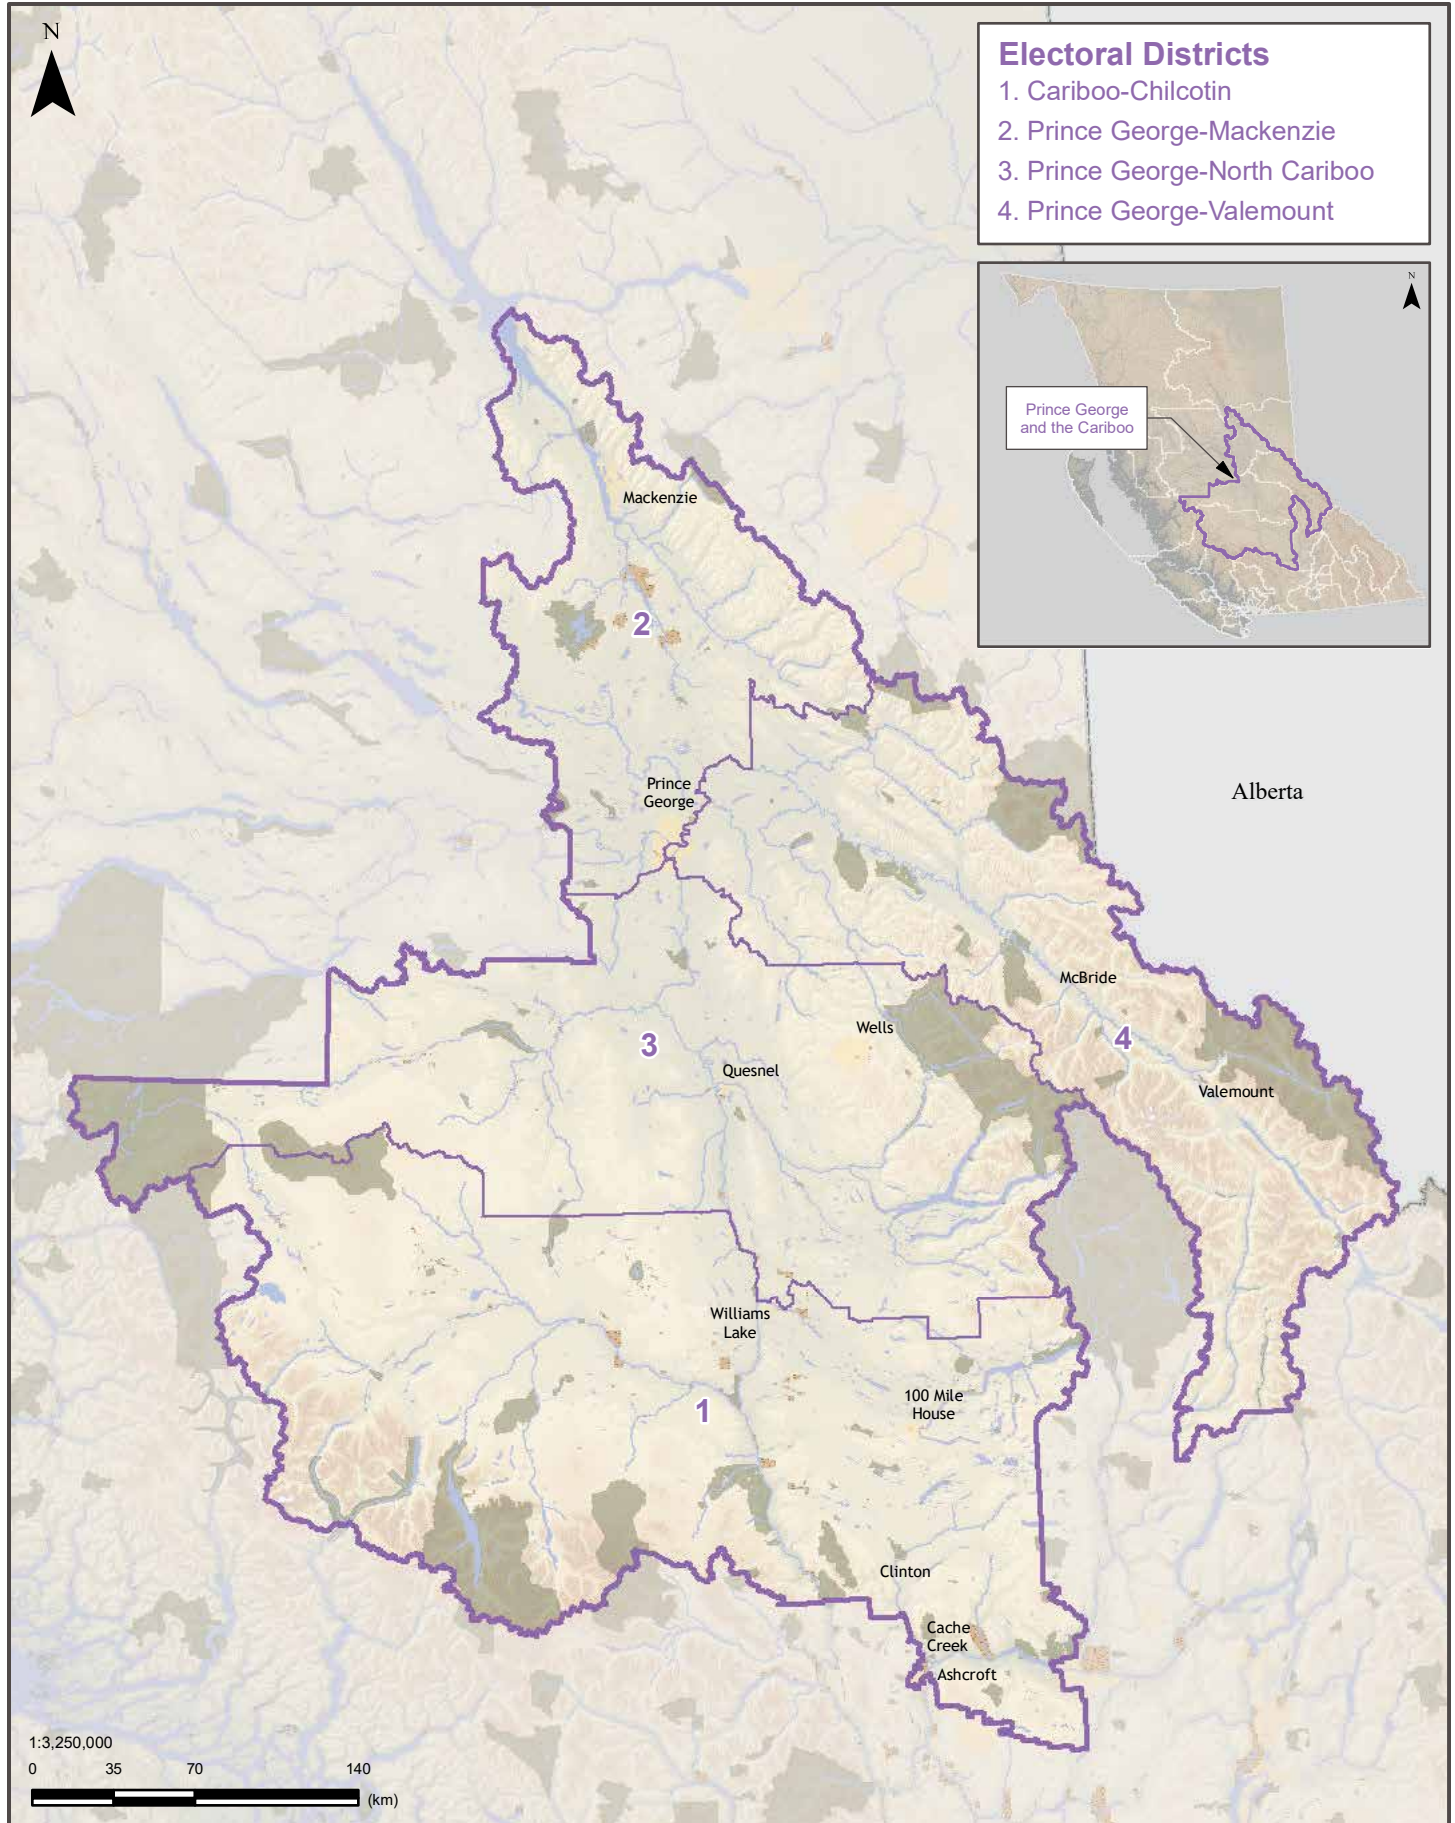 N
Electoral Districts
1. Cariboo-Chilcotin
2. Prince George-Mackenzie
3. Prince George-North Cariboo
4. Prince George-Valemount
N
Prince George
and the Cariboo
Mackenzie
2
Prince
George
Alberta
McBride
Wells
4
3
Quesnel
Valemount
Williams
Lake
100 Mile
House
1
Clinton
Cache
Creek
Ashcroft
1:3,250,000
0 35 70 140
(km)